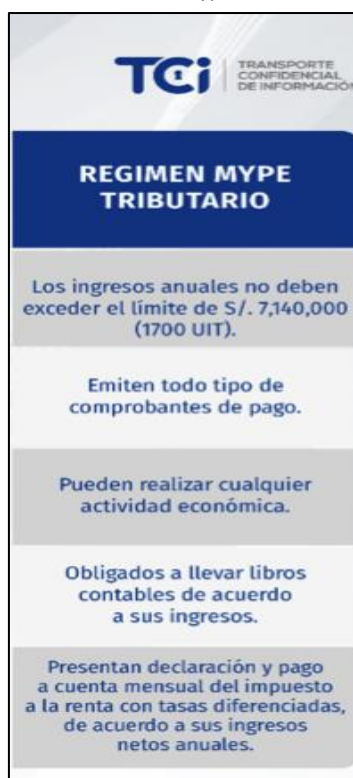 TCi
TRANSPORTE
CONFIDENCIAL
DE INFORMACIÓN
REGIMEN MYPE
TRIBUTARIO
Los ingresos anuales no deben
exceder el límite de S/. 7,140,000
(1700 UIT).
Emiten todo tipo de
comprobantes de pago.
Pueden realizar cualquier
actividad económica.
Obligados a llevar libros
contables de acuerdo
a sus ingresos.
Presentan declaración y pago
a cuenta mensual del impuesto
a la renta con tasas diferenciadas,
de acuerdo a sus ingresos
netos anuales.